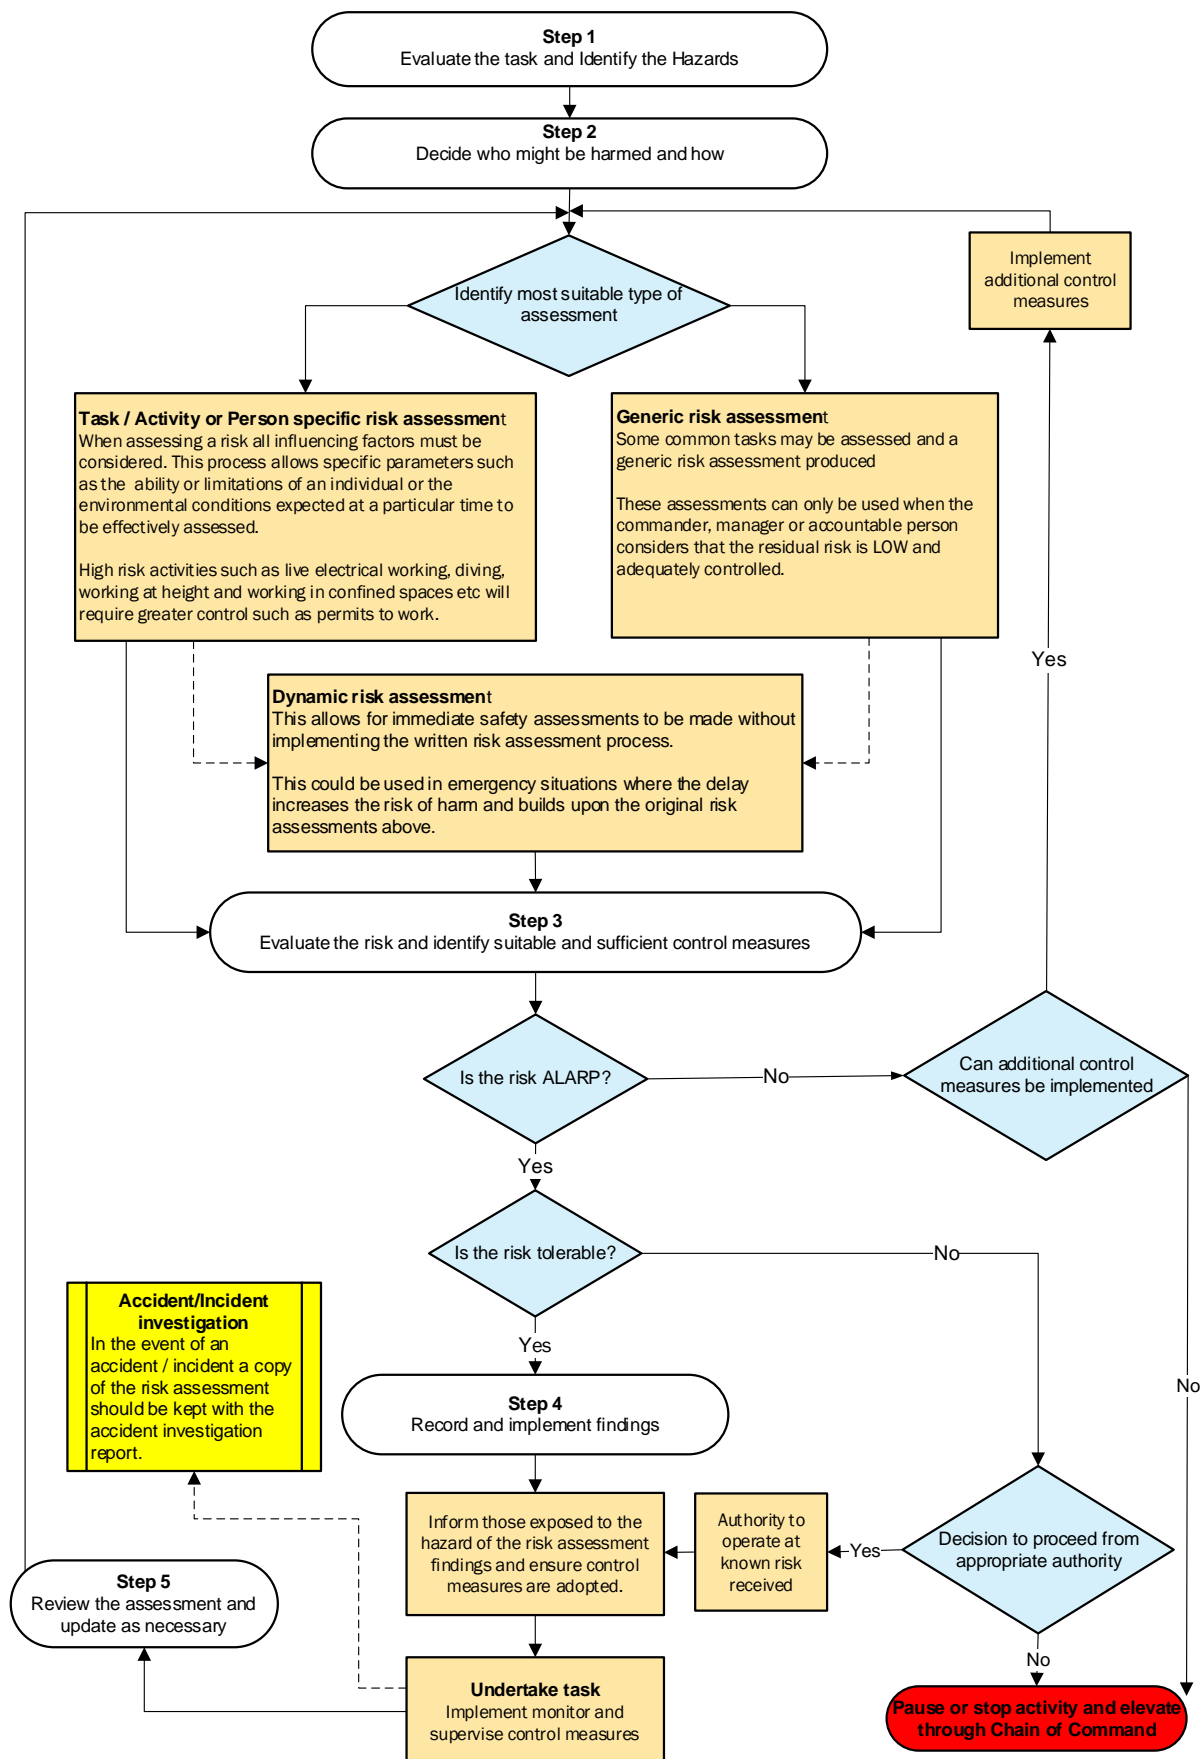 Step 1
Evaluate the task and Identify the Hazards
Step 2
Decide who might be harmed and how
Implement
additional control
measures
Identify most suitable type of
assessment
Task / Activity or Person specific risk assessment
When assessing a risk all influencing factors must be
considered. This process allows specific parameters such
as the ability or limitations of an individual or the
environmental conditions expected at a particular time to
be effectively assessed.
High risk activities such as live electrical working, diving,
working at height and working in confined spaces etc will
require greater control such as permits to work.
Generic risk assessment
Some common tasks may be assessed and a
generic risk assessment produced
These assessments can only be used when the
commander, manager or accountable person
considers that the residual risk is LOW and
adequately controlled.
Yes
Dynamic risk assessment
This allows for immediate safety assessments to be made without
implementing the written risk assessment process.
This could be used in emergency situations where the delay
increases the risk of harm and builds upon the original risk
assessments above.
Step 3
Evaluate the risk and identify suitable and sufficient control measures
Is the risk ALARP?
No
Can additional control
measures be implemented
Yes
Is the risk tolerable?
No
Yes
No
Accident/Incident
investigation
In the event of an
accident / incident a copy
of the risk assessment
should be kept with the
accident investigation
report.
Step 4
Record and implement findings
Inform those exposed to the
hazard of the risk assessment
findings and ensure control
measures are adopted.
Authority to
operate at
known risk
received
Yes
Decision to proceed from
appropriate authority
Step 5
Review the assessment and
update as necessary
No
Undertake task
Implement monitor and
supervise control measures
Pause or stop activity and elevate
through Chain of Command